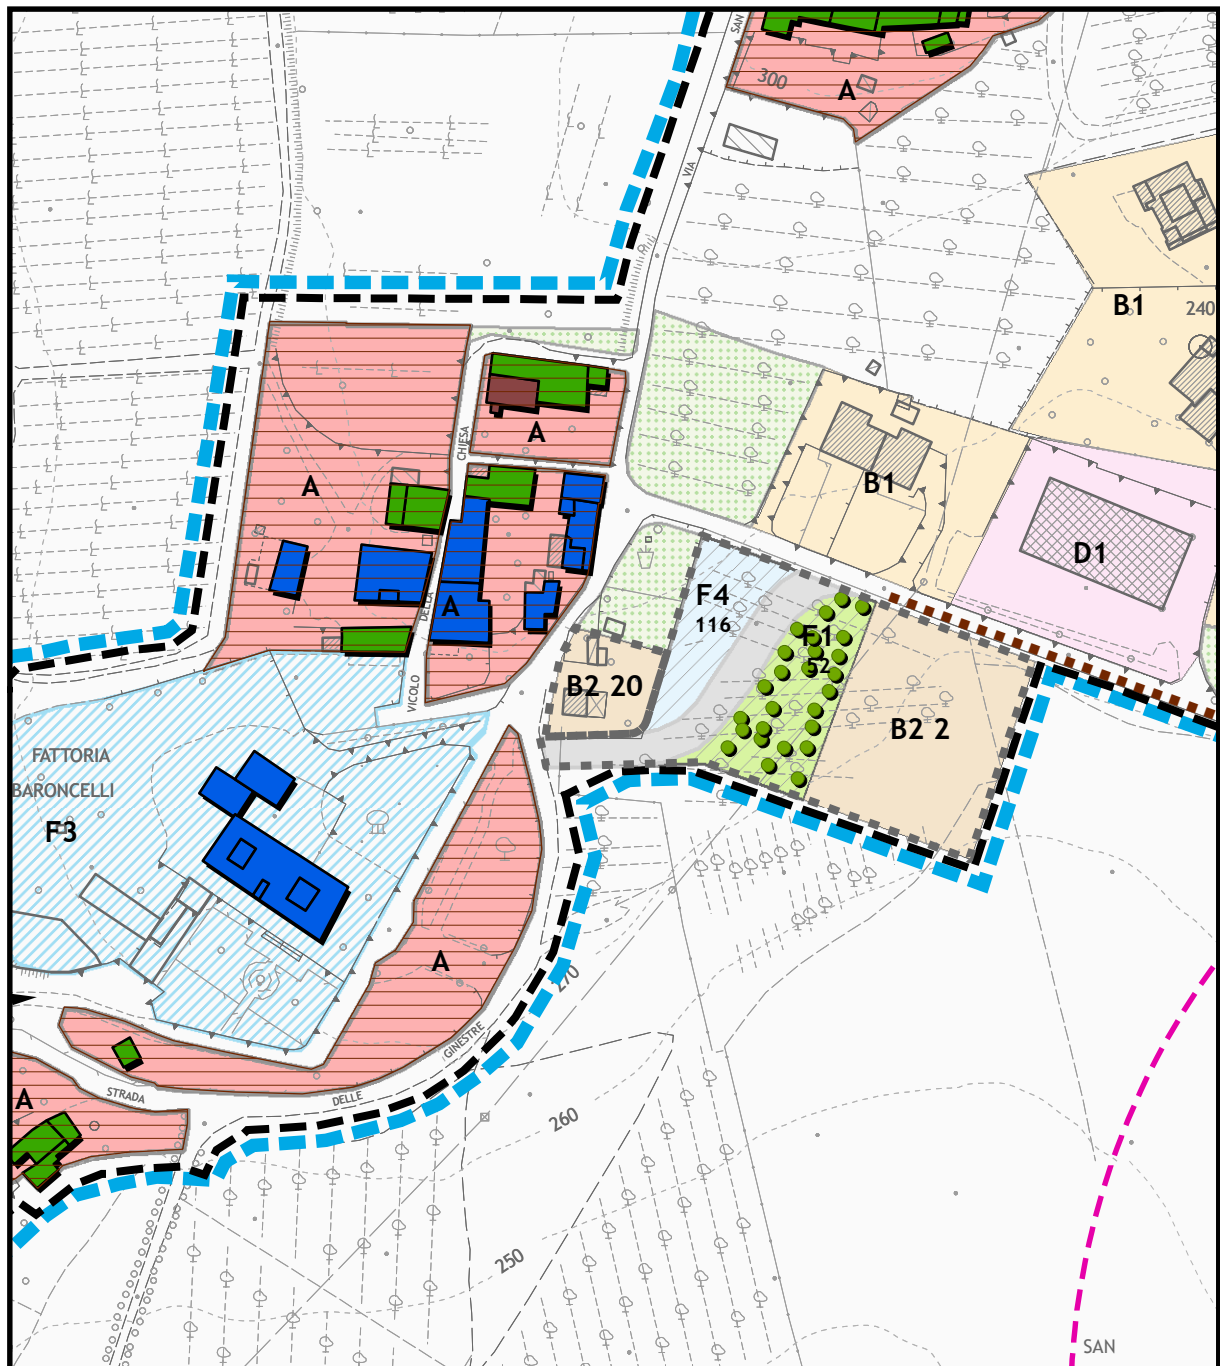 SAN
300
A
VIA
B1
240
CHIESA
A
A
B1
D1
F4
116
DELLA
A
F1
52
B2 20
VICOLO
B2 2
FATTORIA
BARONCELLI
F3
A
270
GINESTRE
STRADA
DELLE
A
260
250
SAN